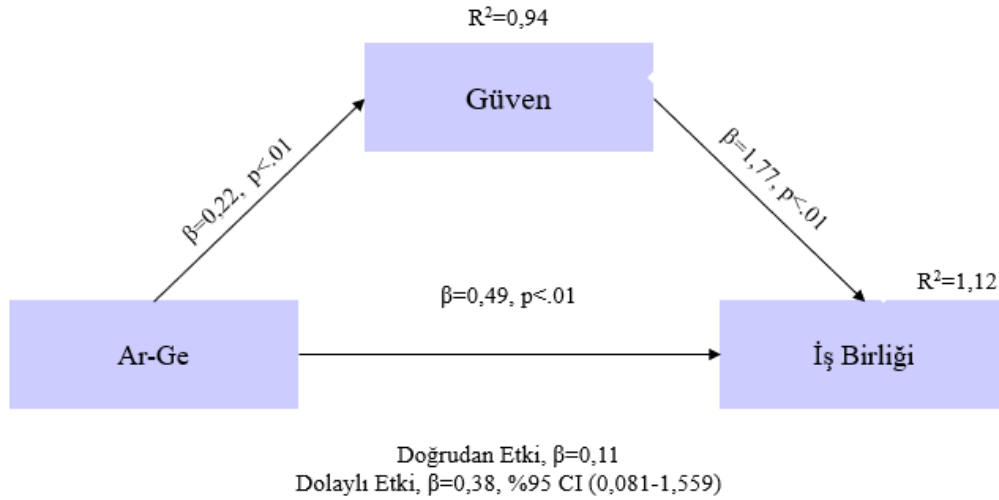 R²=0,94
Güven
β=0,22, p<.01
β=1,77, p<.01
R²=1,12
β=0,49, p<.01
Ar-Ge
İş Birliği
Doğrudan Etki, β=0,11
Dolaylı Etki, β=0,38, %95 CI (0,081-1,559)